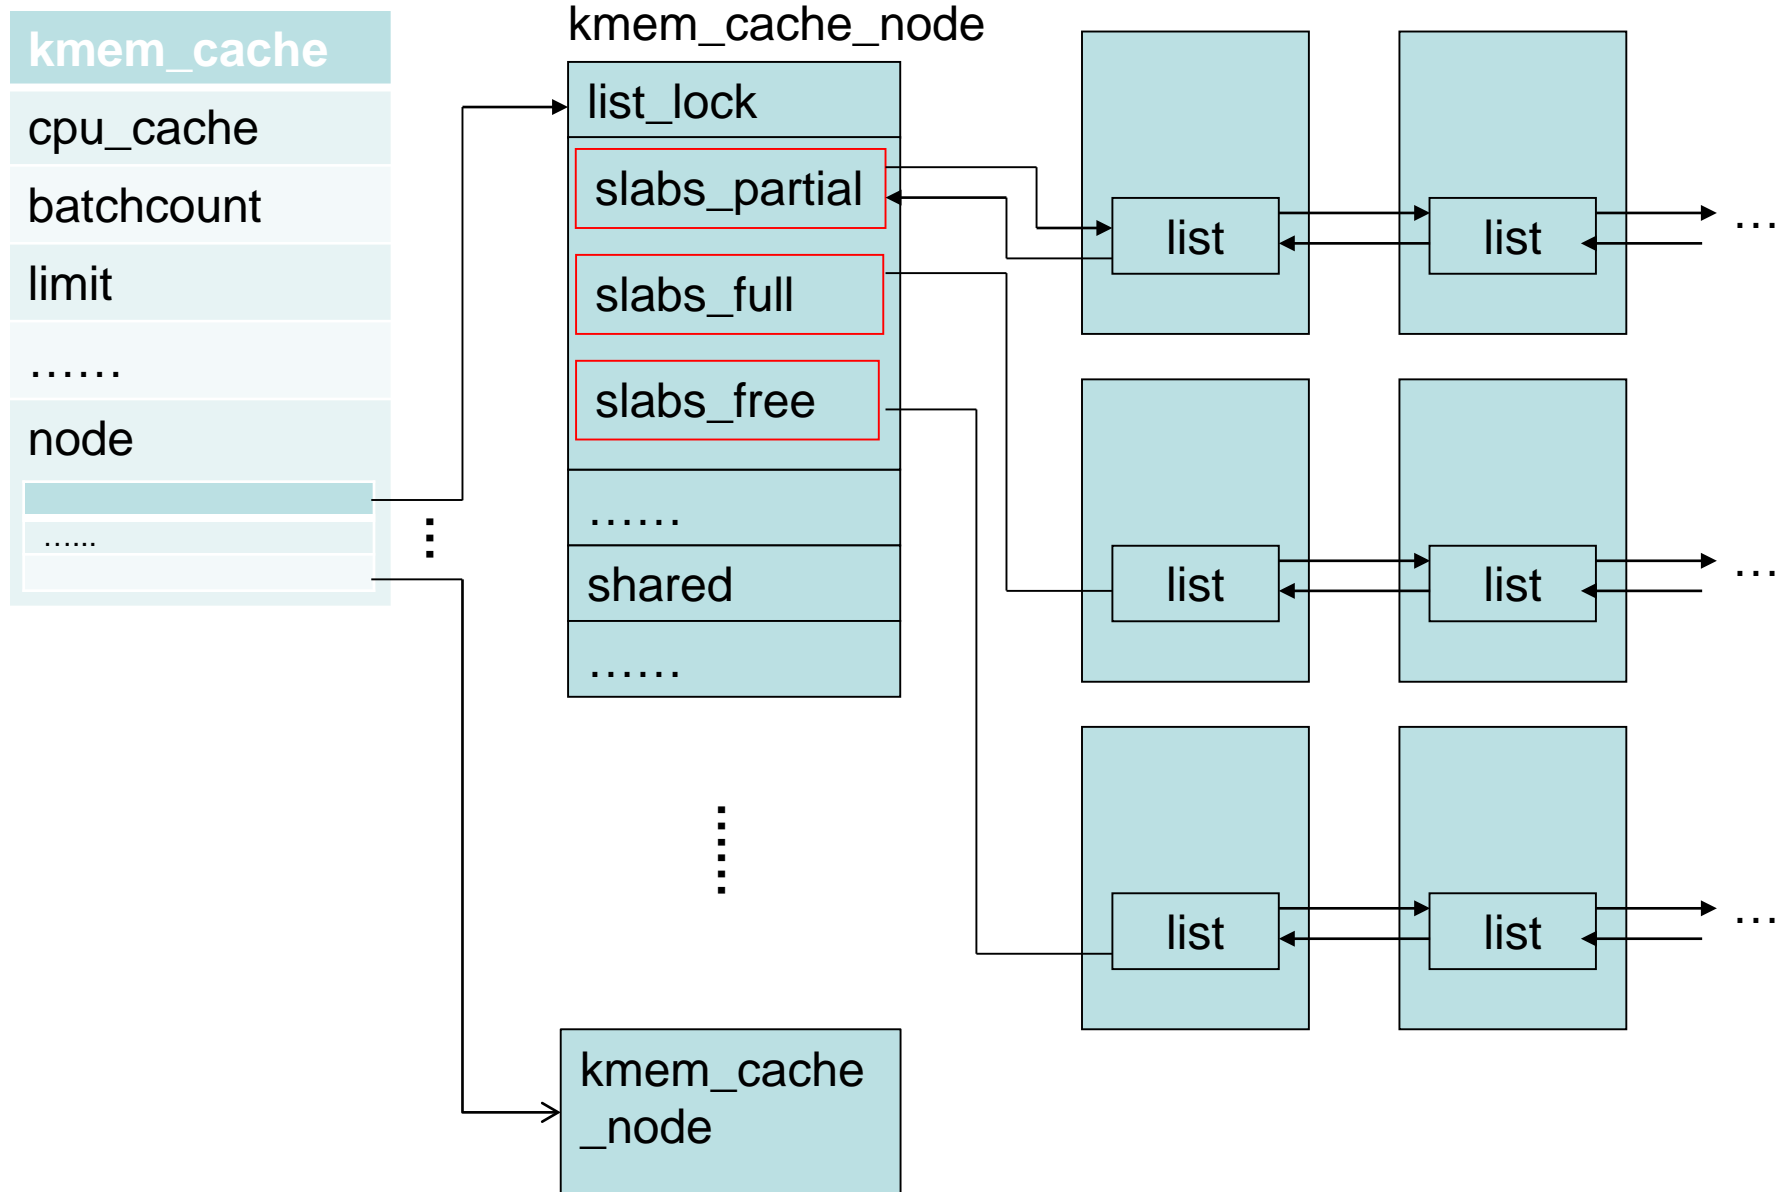 kmem_cache
cpu_cache
batchcount
limit
......
node
......
kmem_cache_node
list_lock
slabs_partial
slabs_full
slabs_free
......
shared
......
list
list
...
list
list
...
list
list
...
kmem_cache
_node